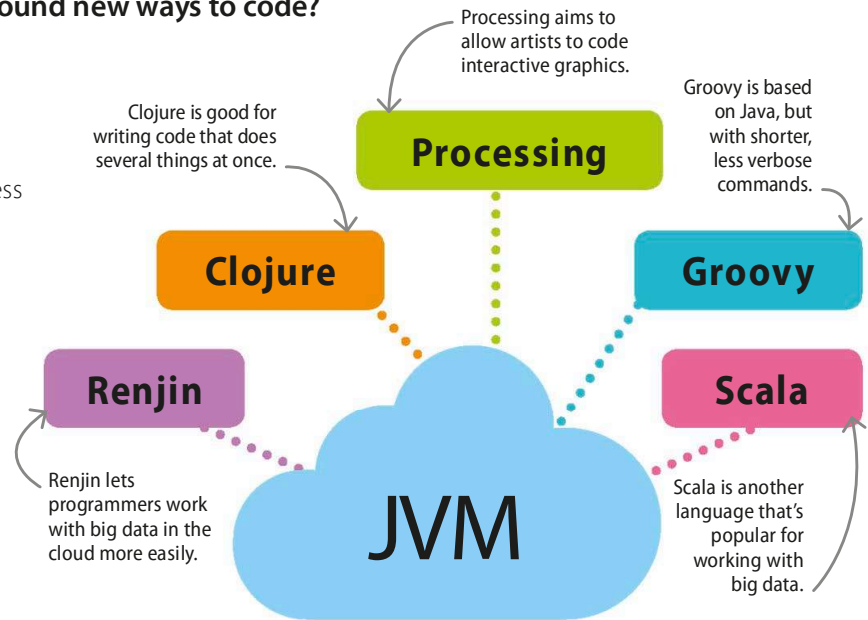 ound new ways to code?
Processing aims to
allow artists to code
interactive graphics.
Groovy is based
on Java, but
with shorter,
less verbose
commands.
Clojure is good for
writing code that does
several things at once.
ess
Processing
Clojure
Groovy
Renjin
Scala
JVM
Renjin lets
programmers work
with big data in the
cloud more easily.
Scala is another
language that’s
popular for
working with
big data.